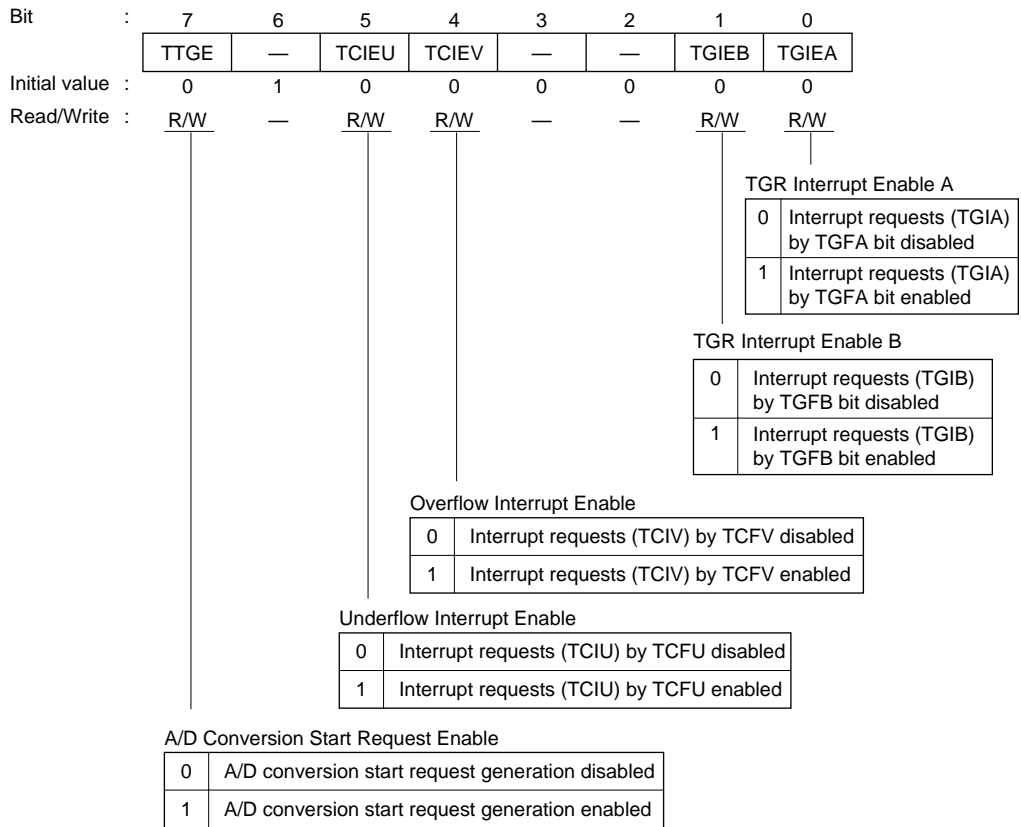 Bit : 7 6 5 4 3 2 1 0
TTGE — TCIEU TCIEV — — TGIEB TGIEA
Initial value : 0 1 0 0 0 0 0 0
Read/Write : R/W — R/W R/W — — R/W R/W
TGR Interrupt Enable A
0 Interrupt requests (TGIA)
by TGFA bit disabled
1 Interrupt requests (TGIA)
by TGFA bit enabled
TGR Interrupt Enable B
0 Interrupt requests (TGIB)
by TGFB bit disabled
1 Interrupt requests (TGIB)
by TGFB bit enabled
Overflow Interrupt Enable
0 Interrupt requests (TCIV) by TCFV disabled
1 Interrupt requests (TCIV) by TCFV enabled
Underflow Interrupt Enable
0 Interrupt requests (TCIU) by TCFU disabled
1 Interrupt requests (TCIU) by TCFU enabled
A/D Conversion Start Request Enable
0 A/D conversion start request generation disabled
1 A/D conversion start request generation enabled